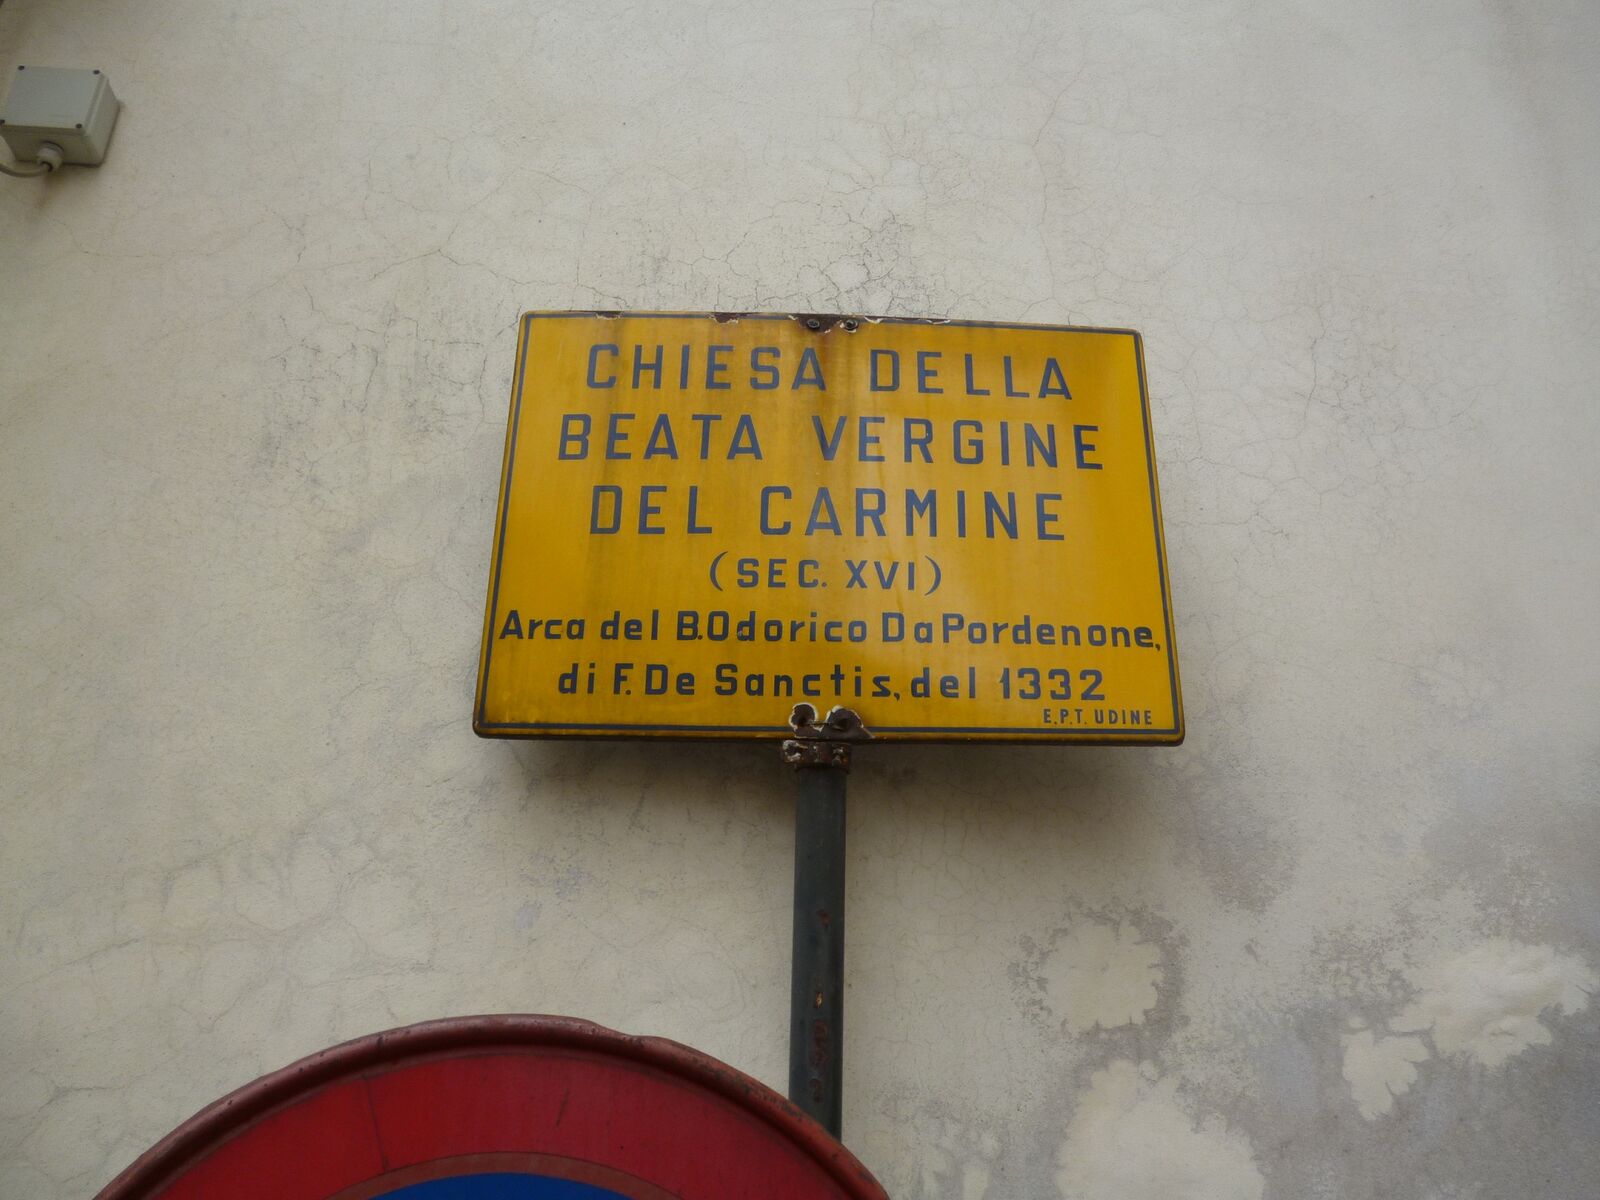 CHIESA DELLA
BEATA VERGINE
DEL CARMINE
(SEC. XVI)
Arca del B.Odorico Da Pordenone,
di F. De Sanctis, del 1332
E.P.T. UDINE